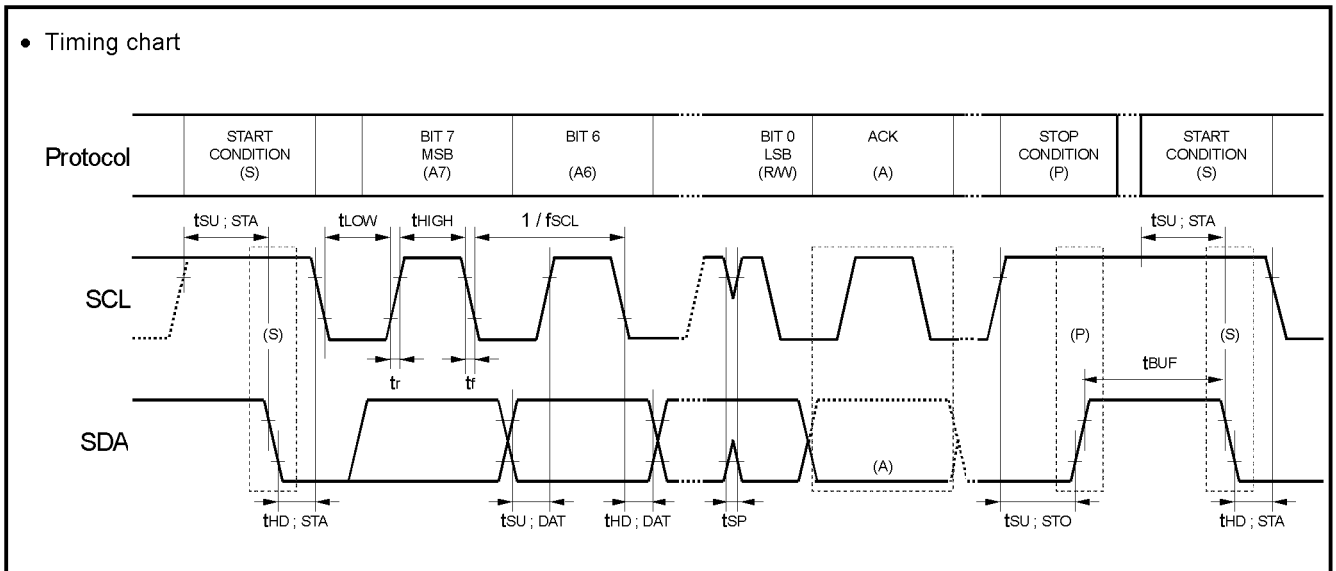 • Timing chart
Protocol
START CONDITION (S)
BIT 7 MSB (A7)
BIT 6 (A6)
BIT 0 LSB (R/W)
ACK (A)
STOP CONDITION (P)
START CONDITION (S)
tSU ; STA
tLOW
tHIGH
1 / fSCL
tSU ; STA
SCL
(S)
(P)
(S)
tr
tf
tBUF
SDA
(A)
tHD ; STA
tSU ; DAT
tHD ; DAT
tSP
tSU ; STO
tHD ; STA